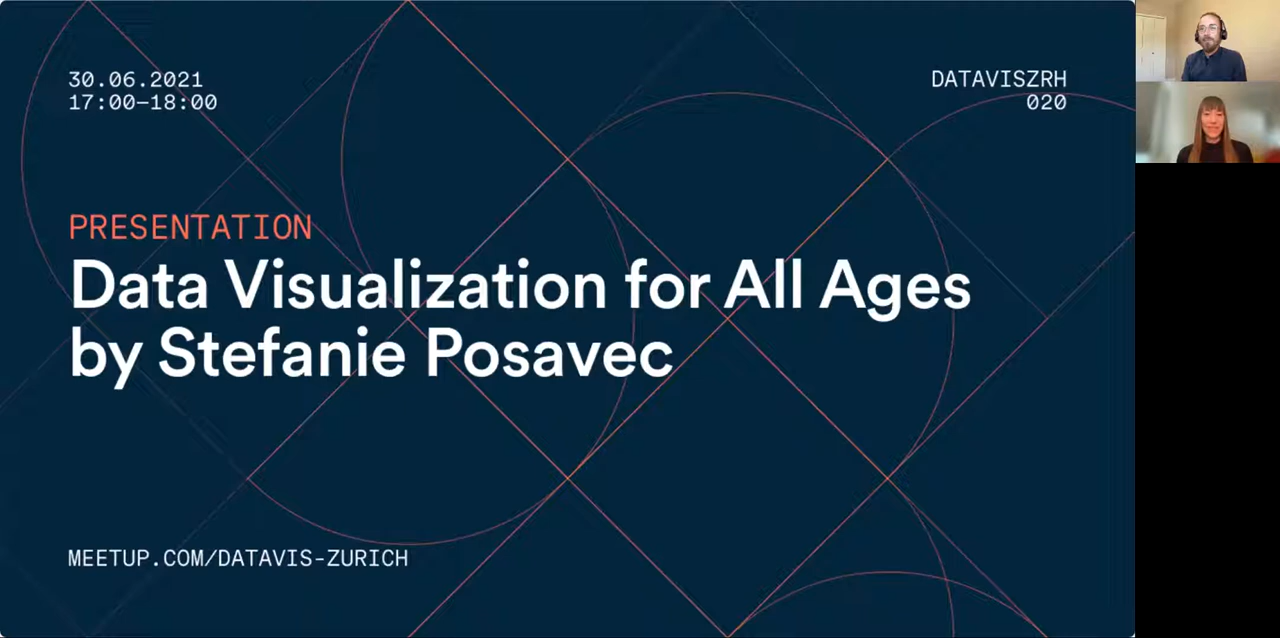 30.06.2021
17:00–18:00
DATAVISZRH
020
PRESENTATION
Data Visualization for All Ages
by Stefanie Posavec
MEETUP.COM/DATAVIS-ZURICH